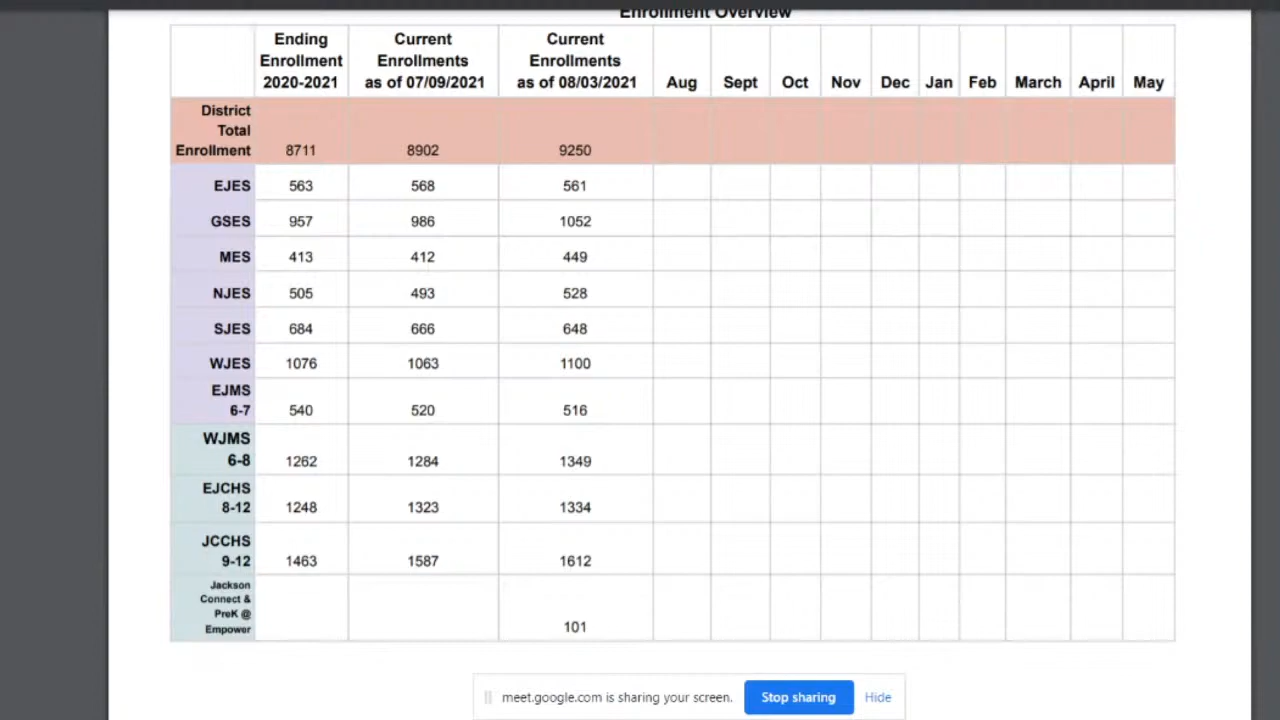 Enrollment Overview
Ending Enrollment 2020-2021 Current Enrollments as of 07/09/2021 Current Enrollments as of 08/03/2021 Aug Sept Oct Nov Dec Jan Feb March April May
District Total Enrollment 8711 8902 9250
EJES 563 568 561
GSES 957 986 1052
MES 413 412 449
NJES 505 493 528
SJES 684 666 648
WJES 1076 1063 1100
EJMS 6-7 540 520 516
WJMS 6-8 1262 1284 1349
EJCHS 8-12 1248 1323 1334
JCCHS 9-12 1463 1587 1612
Jackson Connect & PreK @ Empower 101
meet.google.com is sharing your screen. Stop sharing Hide